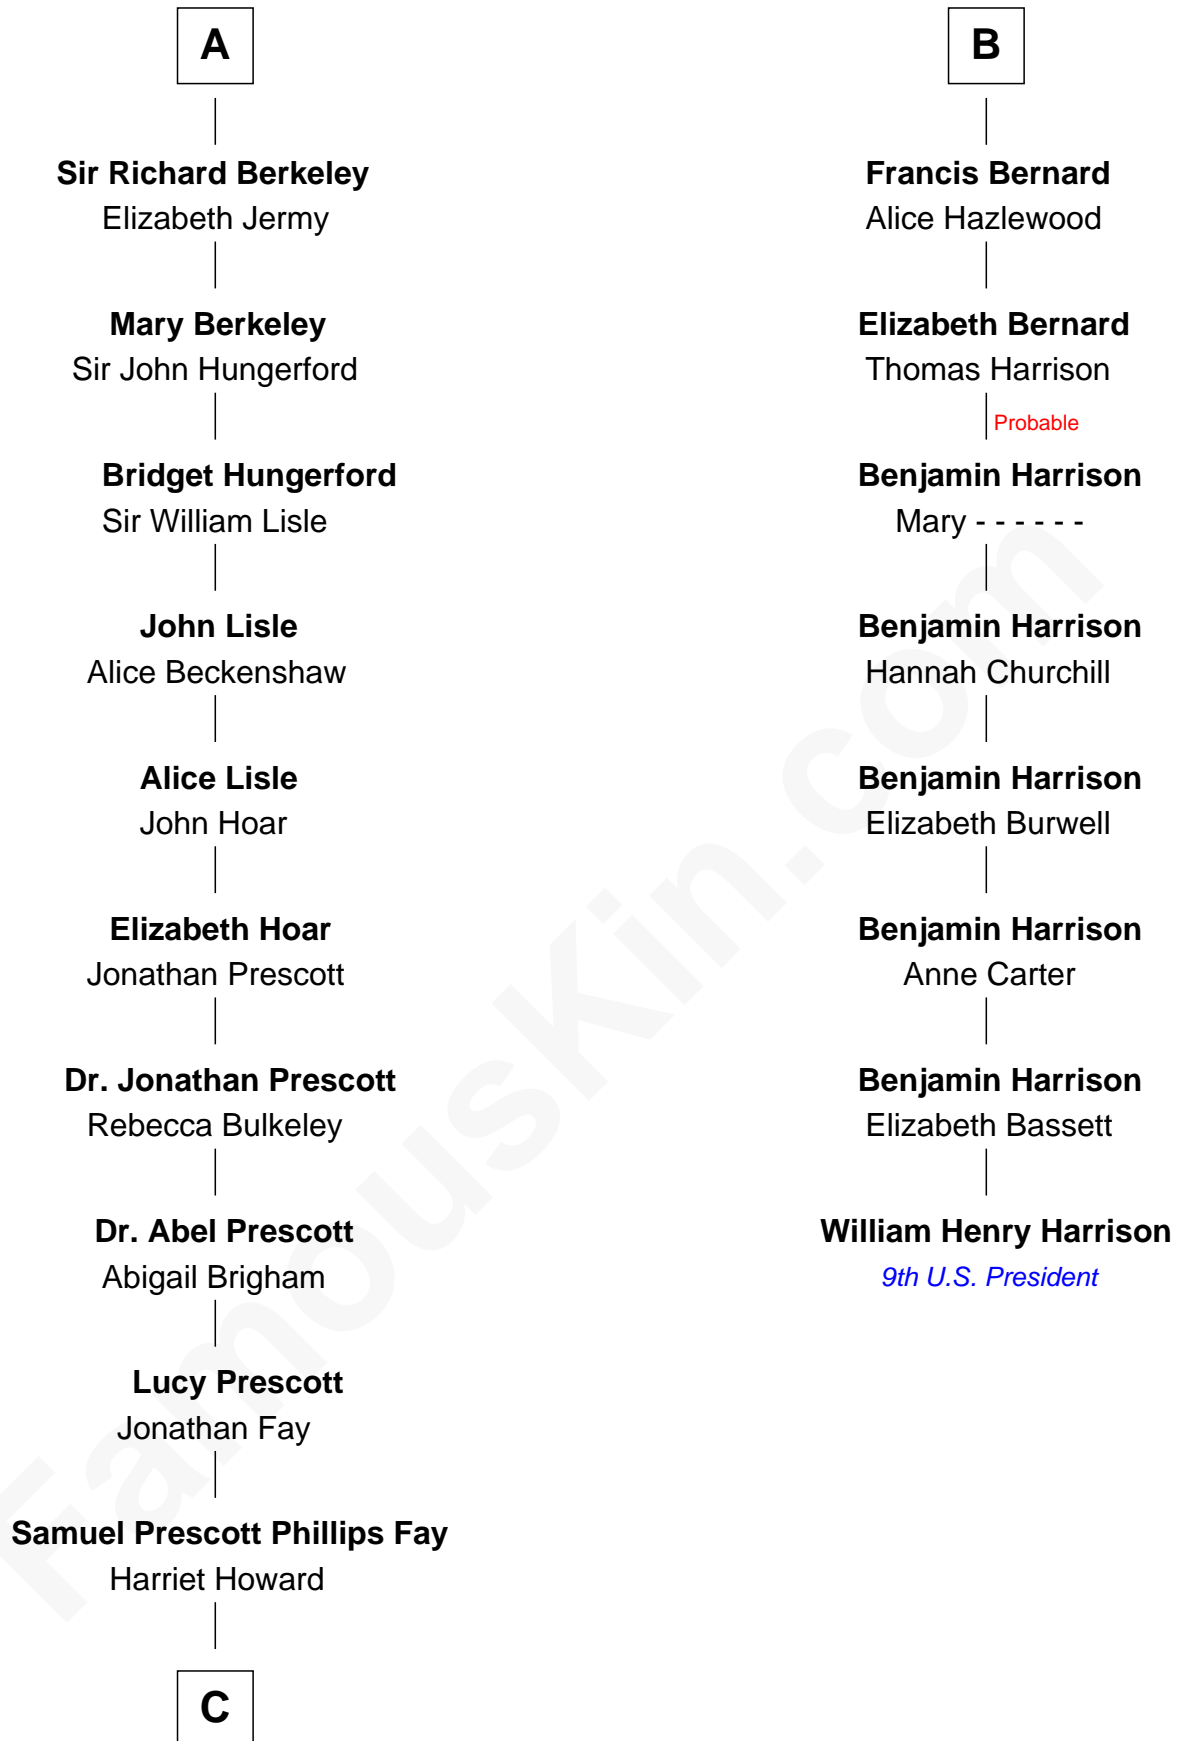 A
Sir Richard Berkeley
Elizabeth Jermy
Mary Berkeley
Sir John Hungerford
Bridget Hungerford
Sir William Lisle
John Lisle
Alice Beckenshaw
Alice Lisle
John Hoar
Elizabeth Hoar
Jonathan Prescott
Dr. Jonathan Prescott
Rebecca Bulkeley
Dr. Abel Prescott
Abigail Brigham
Lucy Prescott
Jonathan Fay
Samuel Prescott Phillips Fay
Harriet Howard
C
B
Francis Bernard
Alice Hazlewood
Elizabeth Bernard
Thomas Harrison
Probable
Benjamin Harrison
Mary - - - - - -
Benjamin Harrison
Hannah Churchill
Benjamin Harrison
Elizabeth Burwell
Benjamin Harrison
Anne Carter
Benjamin Harrison
Elizabeth Bassett
William Henry Harrison
9th U.S. President
FamousKin.com